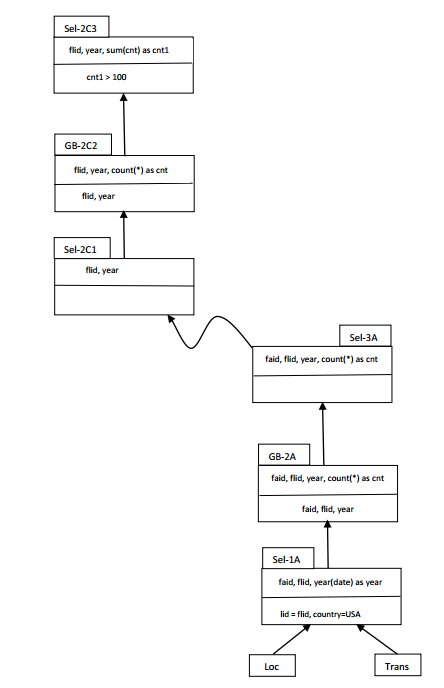 Sel-2C3
flid, year, sum(cnt) as cnt1
cnt1 > 100
GB-2C2
flid, year, count(*) as cnt
flid, year
Sel-2C1
flid, year
Sel-3A
faid, flid, year, count(*) as cnt
GB-2A
faid, flid, year, count(*) as cnt
faid, flid, year
Sel-1A
faid, flid, year(date) as year
lid = flid, country=USA
Loc
Trans